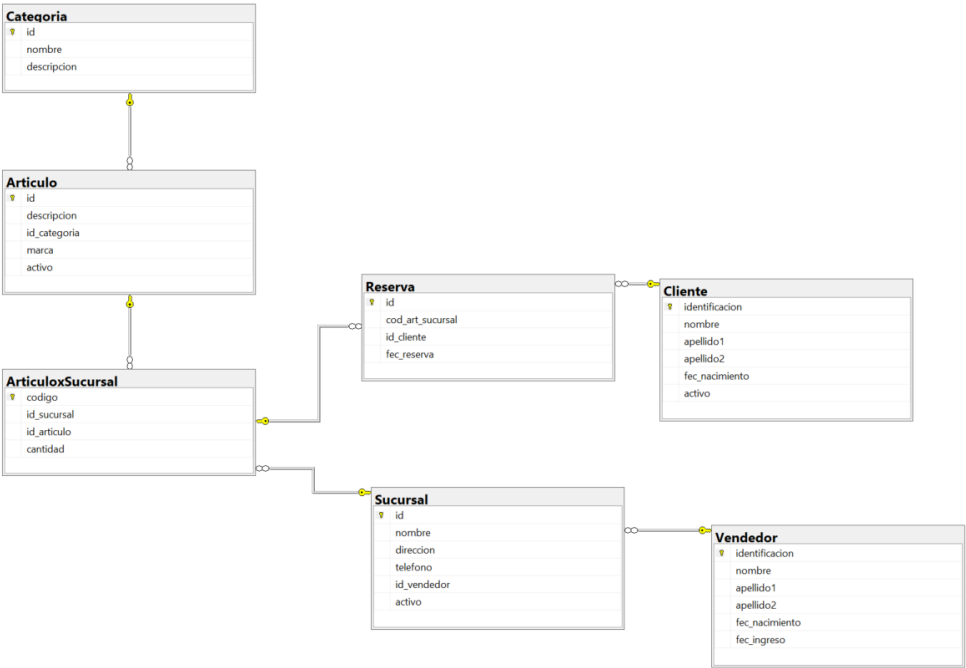 Categoria
id
nombre
descripcion
Articulo
id
descripcion
id_categoria
marca
activo
ArticuloxSucursal
codigo
id_sucursal
id_articulo
cantidad
Reserva
id
cod_art_sucursal
id_cliente
fec_reserva
Cliente
identificacion
nombre
apellido1
apellido2
fec_nacimiento
activo
Sucursal
id
nombre
direccion
telefono
id_vendedor
activo
Vendedor
identificacion
nombre
apellido1
apellido2
fec_nacimiento
fec_ingreso